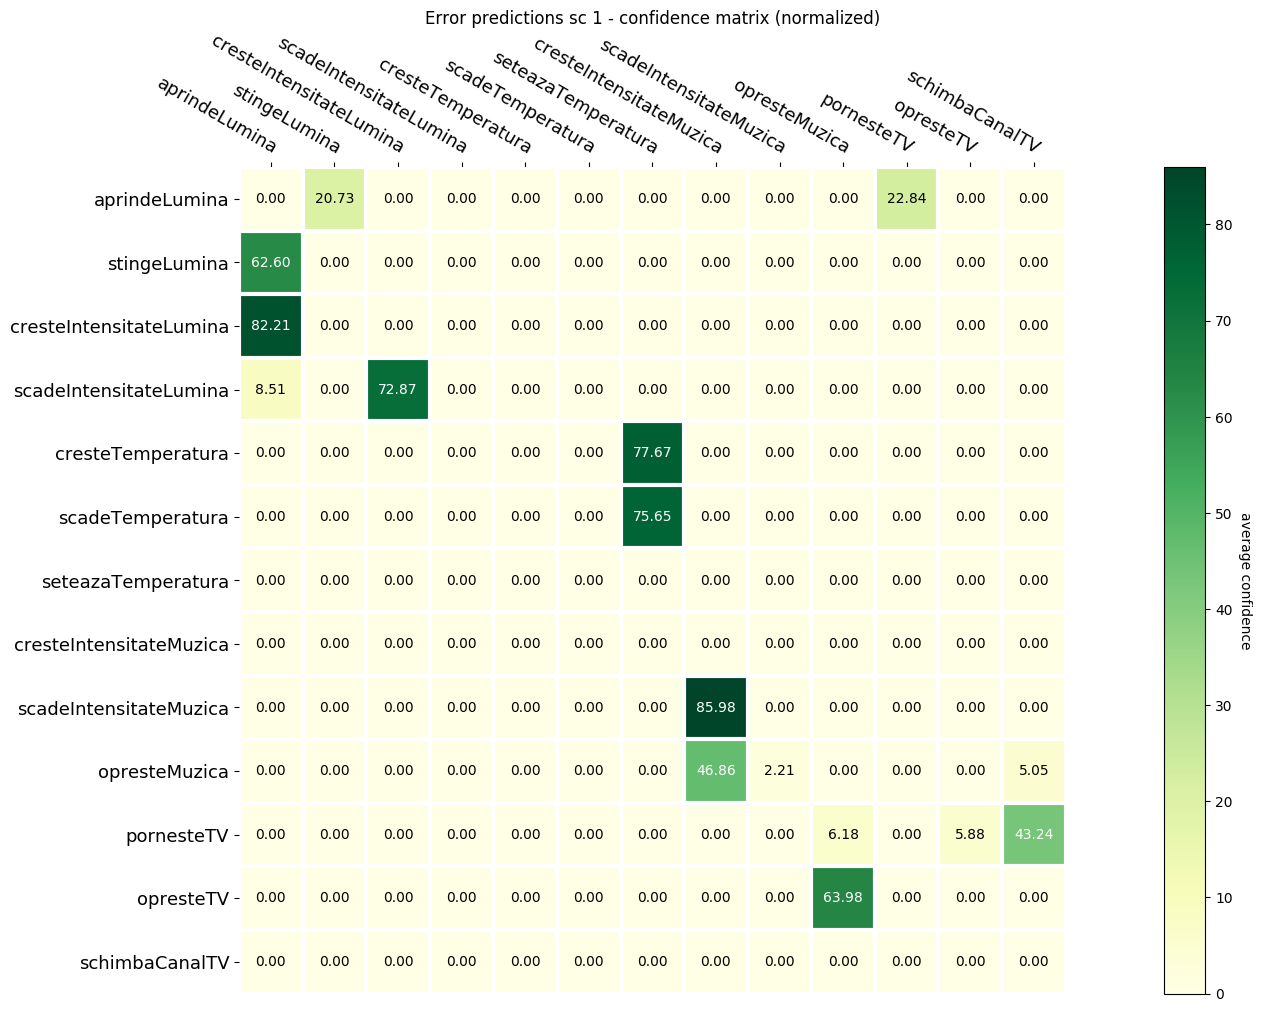 Error predictions sc 1 - confidence matrix (normalized)
aprindeLumina
stingeLumina
cresteIntensitateLumina
scadeIntensitateLumina
cresteTemperatura
scadeTemperatura
seteazaTemperatura
cresteIntensitateMuzica
scadeIntensitateMuzica
opresteMuzica
pornesteTV
opresteTV
schimbaCanalTV
aprindeLumina 0.00 20.73 0.00 0.00 0.00 0.00 0.00 0.00 0.00 0.00 22.84 0.00 0.00
stingeLumina 62.60 0.00 0.00 0.00 0.00 0.00 0.00 0.00 0.00 0.00 0.00 0.00 0.00
cresteIntensitateLumina 82.21 0.00 0.00 0.00 0.00 0.00 0.00 0.00 0.00 0.00 0.00 0.00 0.00
scadeIntensitateLumina 8.51 0.00 72.87 0.00 0.00 0.00 0.00 0.00 0.00 0.00 0.00 0.00 0.00
cresteTemperatura 0.00 0.00 0.00 0.00 0.00 0.00 77.67 0.00 0.00 0.00 0.00 0.00 0.00
scadeTemperatura 0.00 0.00 0.00 0.00 0.00 0.00 75.65 0.00 0.00 0.00 0.00 0.00 0.00
seteazaTemperatura 0.00 0.00 0.00 0.00 0.00 0.00 0.00 0.00 0.00 0.00 0.00 0.00 0.00
cresteIntensitateMuzica 0.00 0.00 0.00 0.00 0.00 0.00 0.00 0.00 0.00 0.00 0.00 0.00 0.00
scadeIntensitateMuzica 0.00 0.00 0.00 0.00 0.00 0.00 0.00 85.98 0.00 0.00 0.00 0.00 0.00
opresteMuzica 0.00 0.00 0.00 0.00 0.00 0.00 0.00 46.86 2.21 0.00 0.00 0.00 5.05
pornesteTV 0.00 0.00 0.00 0.00 0.00 0.00 0.00 0.00 0.00 6.18 0.00 5.88 43.24
opresteTV 0.00 0.00 0.00 0.00 0.00 0.00 0.00 0.00 0.00 63.98 0.00 0.00 0.00
schimbaCanalTV 0.00 0.00 0.00 0.00 0.00 0.00 0.00 0.00 0.00 0.00 0.00 0.00 0.00
80
70
60
50
40
30
20
10
0
average confidence